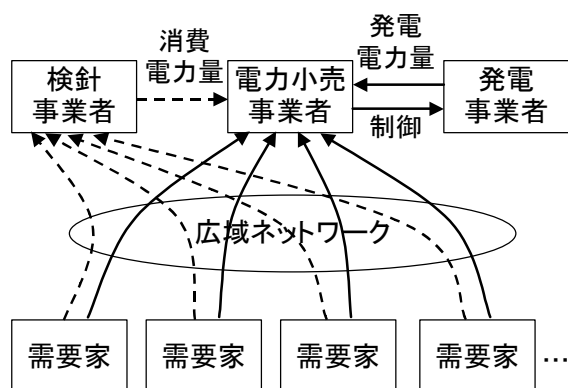 消費
電力量
発電
電力量
検針
事業者
電力小売
事業者
発電
事業者
制御
広域ネットワーク
需要家
需要家
需要家
需要家
…